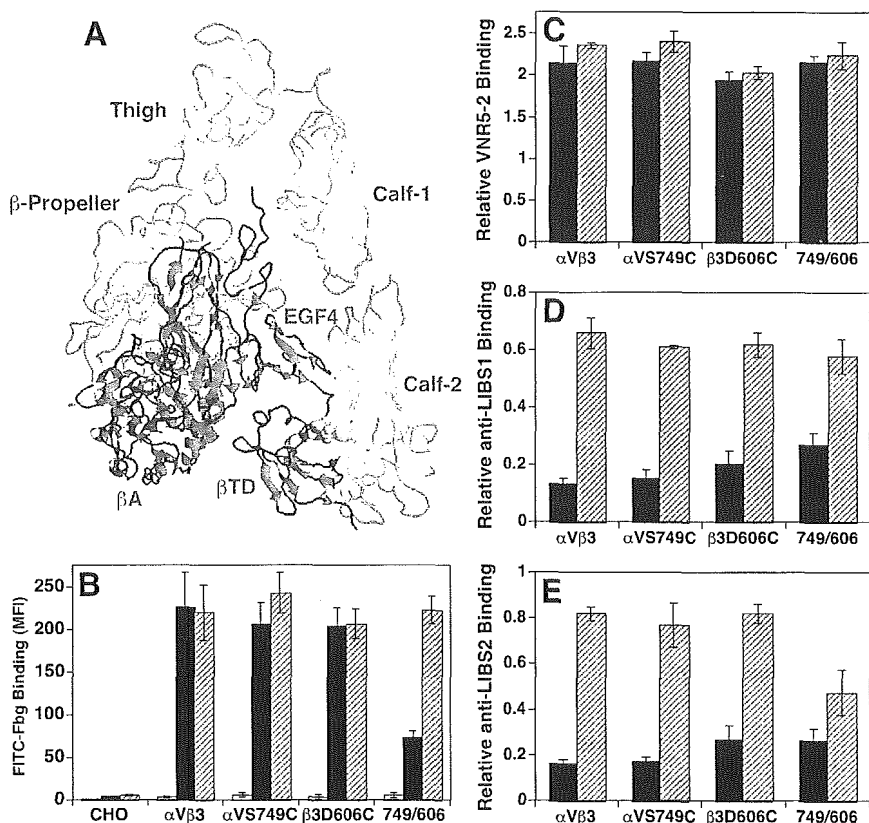 A
Thigh
β-Propeller
Calf-1
EGF4
Calf-2
βA
βTD
B
FITC-Fbg Binding (MFI)
250
200
150
100
50
0
CHO αVβ3 αVS749C β3D606C 749/606
C
Relative VNR5-2 Binding
2.5
2
1.5
1
0.5
0
αVβ3 αVS749C β3D606C 749/606
D
Relative anti-LIBS1 Binding
0.8
0.6
0.4
0.2
0
αVβ3 αVS749C β3D606C 749/606
E
Relative anti-LIBS2 Binding
1
0.8
0.6
0.4
0.2
0
αVβ3 αVS749C β3D606C 749/606